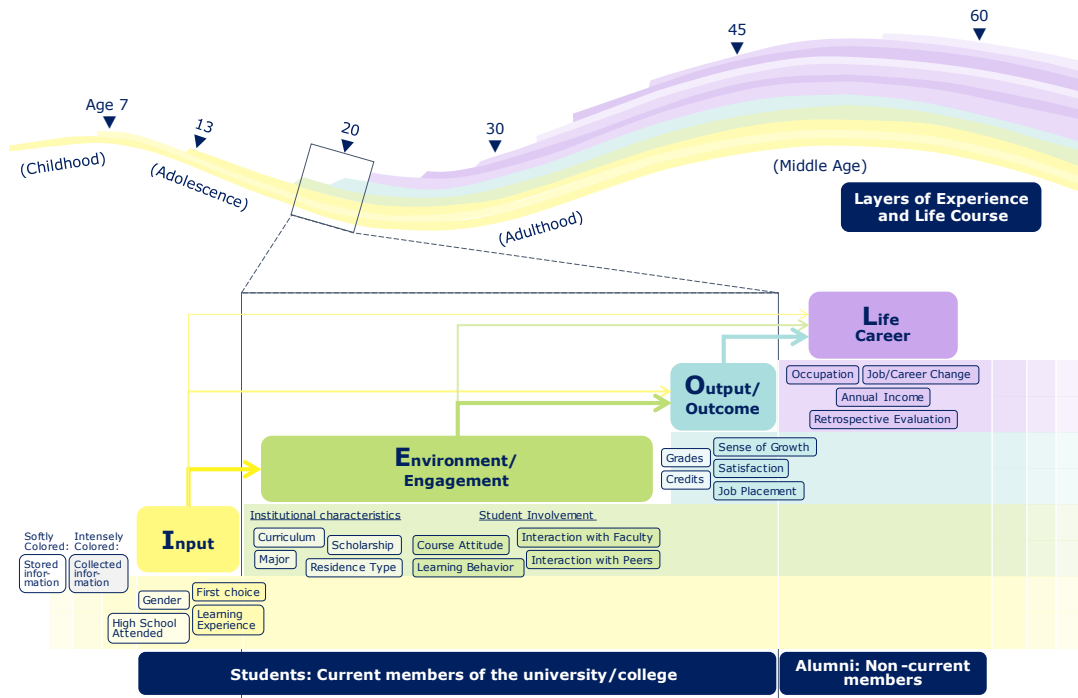 60
45
Age 7
13
20
30
(Childhood)
(Adolescence)
(Adulthood)
(Middle Age)
Layers of Experience
and Life Course
Life
Career
Occupation
Job/Career Change
Annual Income
Retrospective Evaluation
Output/
Outcome
Grades
Credits
Sense of Growth
Satisfaction
Job Placement
Environment/
Engagement
Institutional characteristics
Student Involvement
Curriculum
Scholarship
Major
Residence Type
Course Attitude
Interaction with Faculty
Learning Behavior
Interaction with Peers
Input
Softly
Colored:
Stored
infor-
mation
Intensely
Colored:
Collected
infor-
mation
Gender
First choice
High School
Attended
Learning
Experience
Students: Current members of the university/college
Alumni: Non-current
members